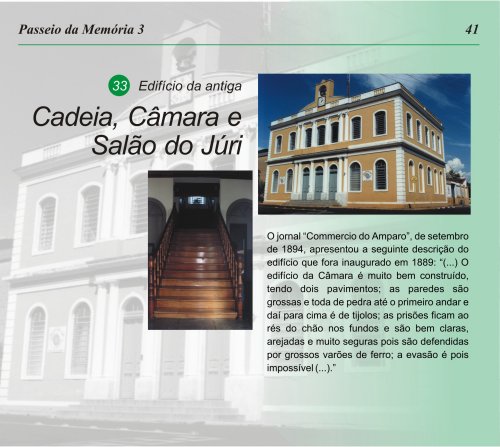 Passeio da Memória 3
41
33 Edifício da antiga
Cadeia, Câmara e
Salão do Júri
O jornal “Commercio do Amparo”, de setembro
de 1894, apresentou a seguinte descrição do
edifício que fora inaugurado em 1889: “(...) O
edifício da Câmara é muito bem construído,
tendo dois pavimentos; as paredes são
grossas e toda de pedra até o primeiro andar e
daí para cima é de tijolos; as prisões ficam ao
rés do chão nos fundos e são bem claras,
arejadas e muito seguras pois são defendidas
por grossos varões de ferro; a evasão é pois
impossível (...).”